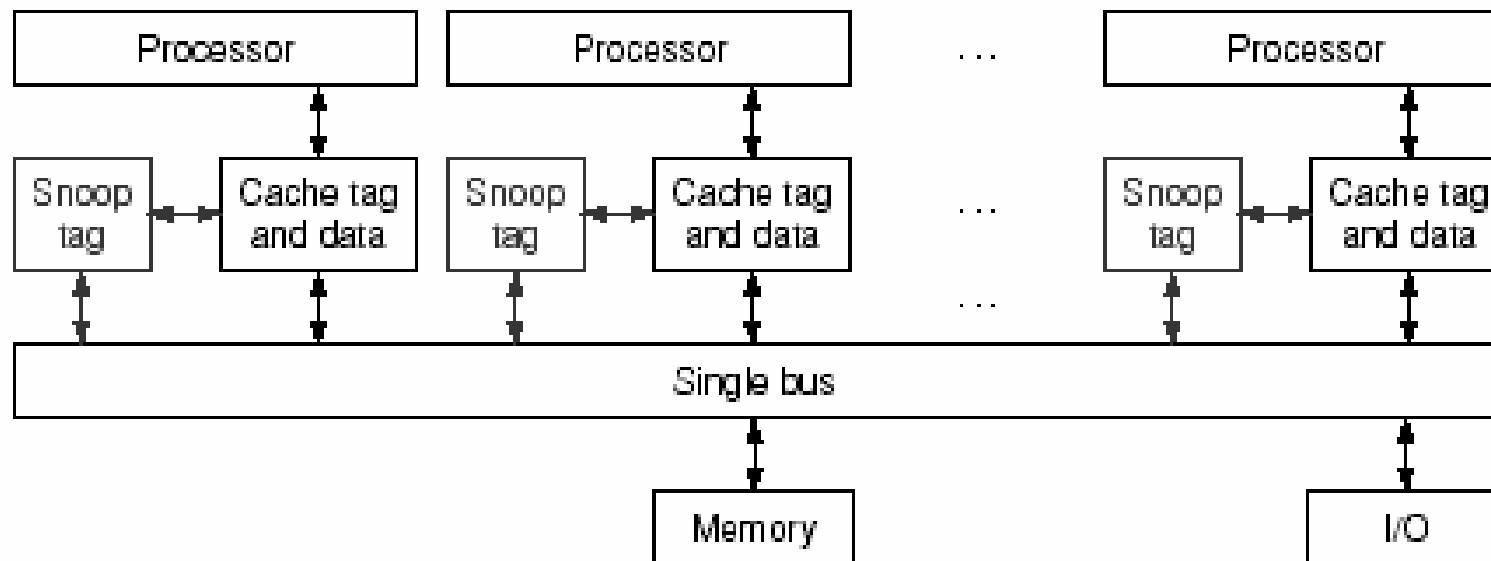 Processor Processor ... Processor
Snoop tag
Cache tag and data
Snoop tag
Cache tag and data
...
Snoop tag
Cache tag and data
...
Single bus
Memory
I/O